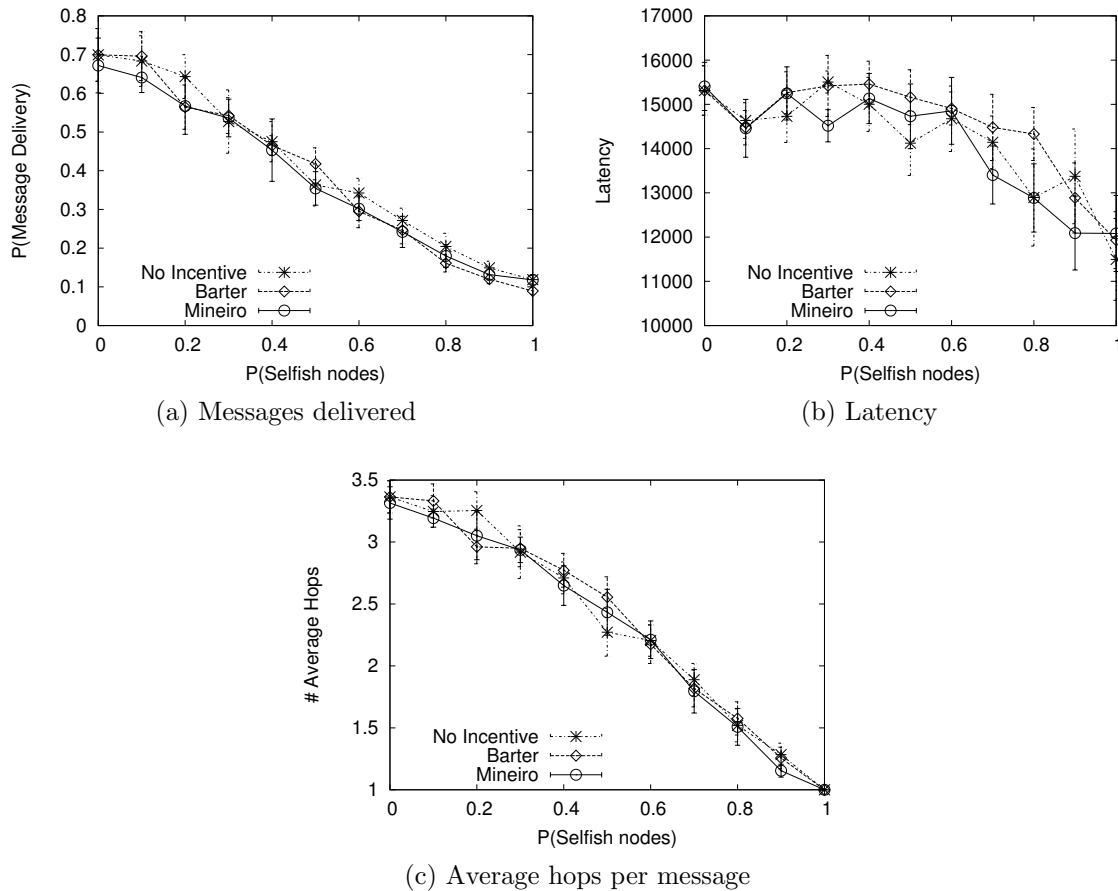 0.8
0.7
0.6
0.5
0.4
0.3
0.2
0.1
0
P(Message Delivery)
No Incentive
Barter
Mineiro
0 0.2 0.4 0.6 0.8 1
P(Selfish nodes)
(a) Messages delivered
17000
16000
15000
14000
13000
12000
11000
10000
Latency
No Incentive
Barter
Mineiro
0 0.2 0.4 0.6 0.8 1
P(Selfish nodes)
(b) Latency
3.5
3
2.5
2
1.5
1
# Average Hops
No Incentive
Barter
Mineiro
0 0.2 0.4 0.6 0.8 1
P(Selfish nodes)
(c) Average hops per message